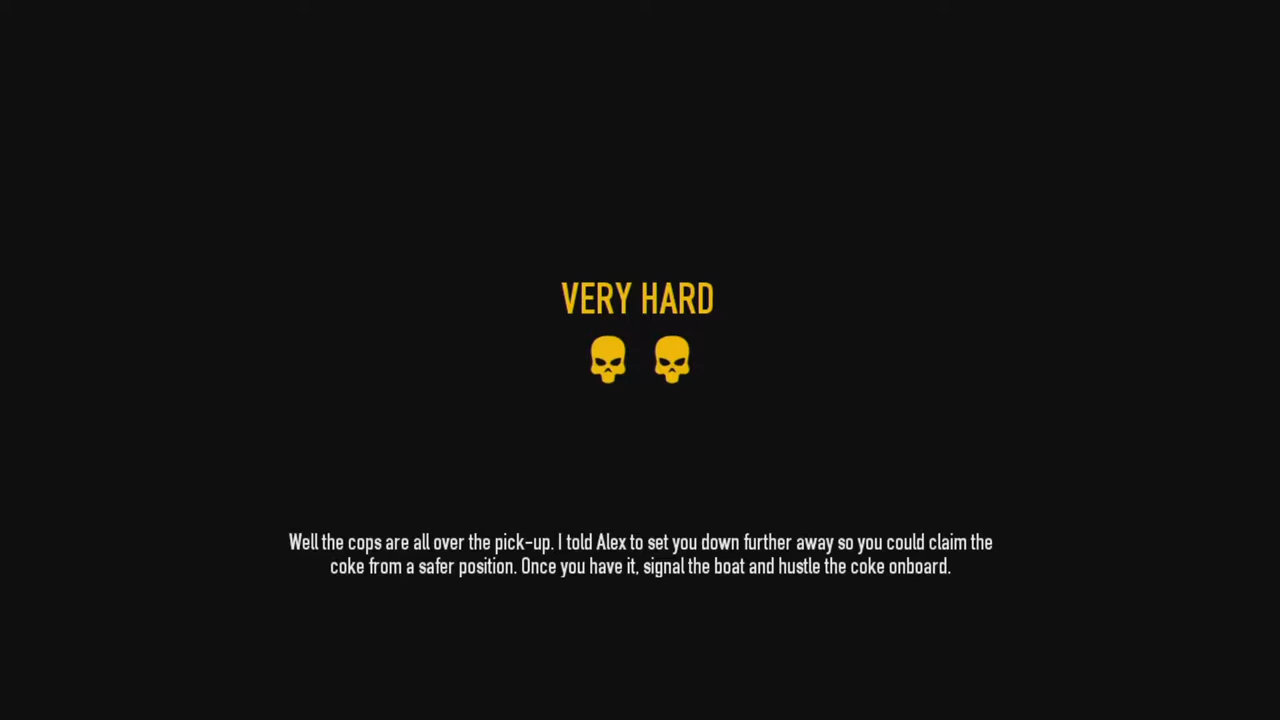 VERY HARD
Well the cops are all over the pick-up. I told Alex to set you down further away so you could claim the
coke from a safer position. Once you have it, signal the boat and hustle the coke onboard.